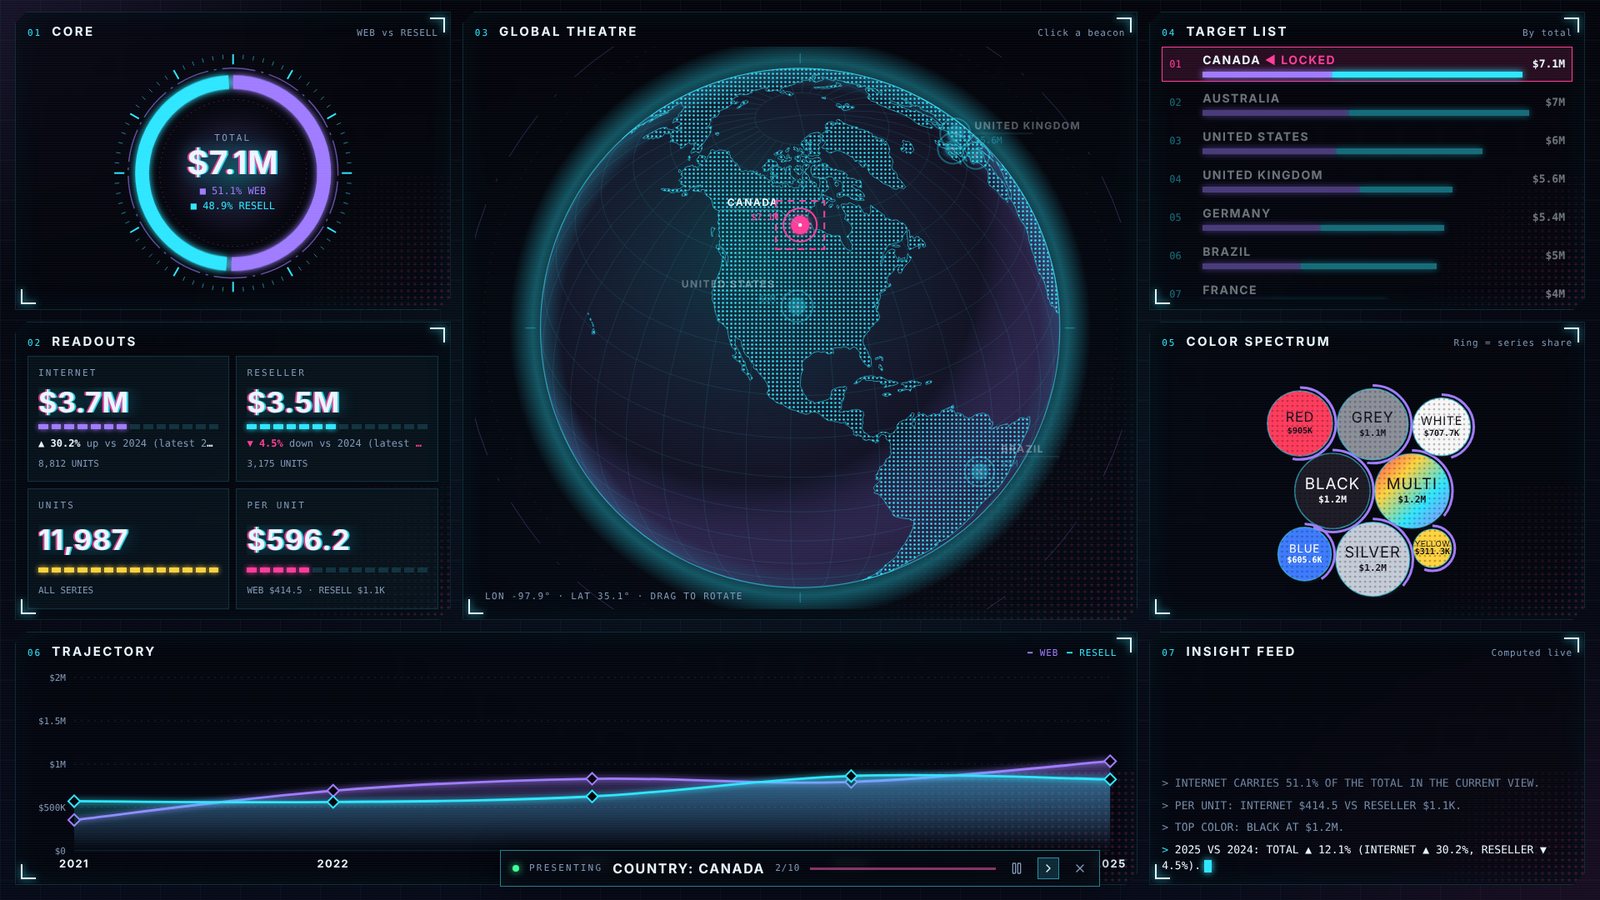 01 CORE
WEB vs RESELL
TOTAL
$7.1M
51.1% WEB
48.9% RESELL
02 READOUTS
INTERNET
$3.7M
▲ 30.2% up vs 2024 (latest 2…
8,812 UNITS
RESELLER
$3.5M
▼ 4.5% down vs 2024 (latest …
3,175 UNITS
UNITS
11,987
ALL SERIES
PER UNIT
$596.2
WEB $414.5 · RESELL $1.1K
03 GLOBAL THEATRE
Click a beacon
UNITED KINGDOM
CANADA
UNITED STATES
BRAZIL
LON -97.9° · LAT 35.1° · DRAG TO ROTATE
04 TARGET LIST
By total
01 CANADA ◀ LOCKED $7.1M
02 AUSTRALIA $7M
03 UNITED STATES $6M
04 UNITED KINGDOM $5.6M
05 GERMANY $5.4M
06 BRAZIL $5M
07 FRANCE $4M
05 COLOR SPECTRUM
Ring = series share
RED
$905K
GREY
$1.1M
WHITE
$707.7K
BLACK
$1.2M
MULTI
$1.2M
BLUE
$605.6K
SILVER
$1.2M
YELLOW
$311.3K
06 TRAJECTORY
WEB
RESELL
$2M
$1.5M
$1M
$500K
$0
2021
2022
025
PRESENTING COUNTRY: CANADA 2/10
07 INSIGHT FEED
Computed live
> INTERNET CARRIES 51.1% OF THE TOTAL IN THE CURRENT VIEW.
> PER UNIT: INTERNET $414.5 VS RESELLER $1.1K.
> TOP COLOR: BLACK AT $1.2M.
> 2025 VS 2024: TOTAL ▲ 12.1% (INTERNET ▲ 30.2%, RESELLER ▼
4.5%).